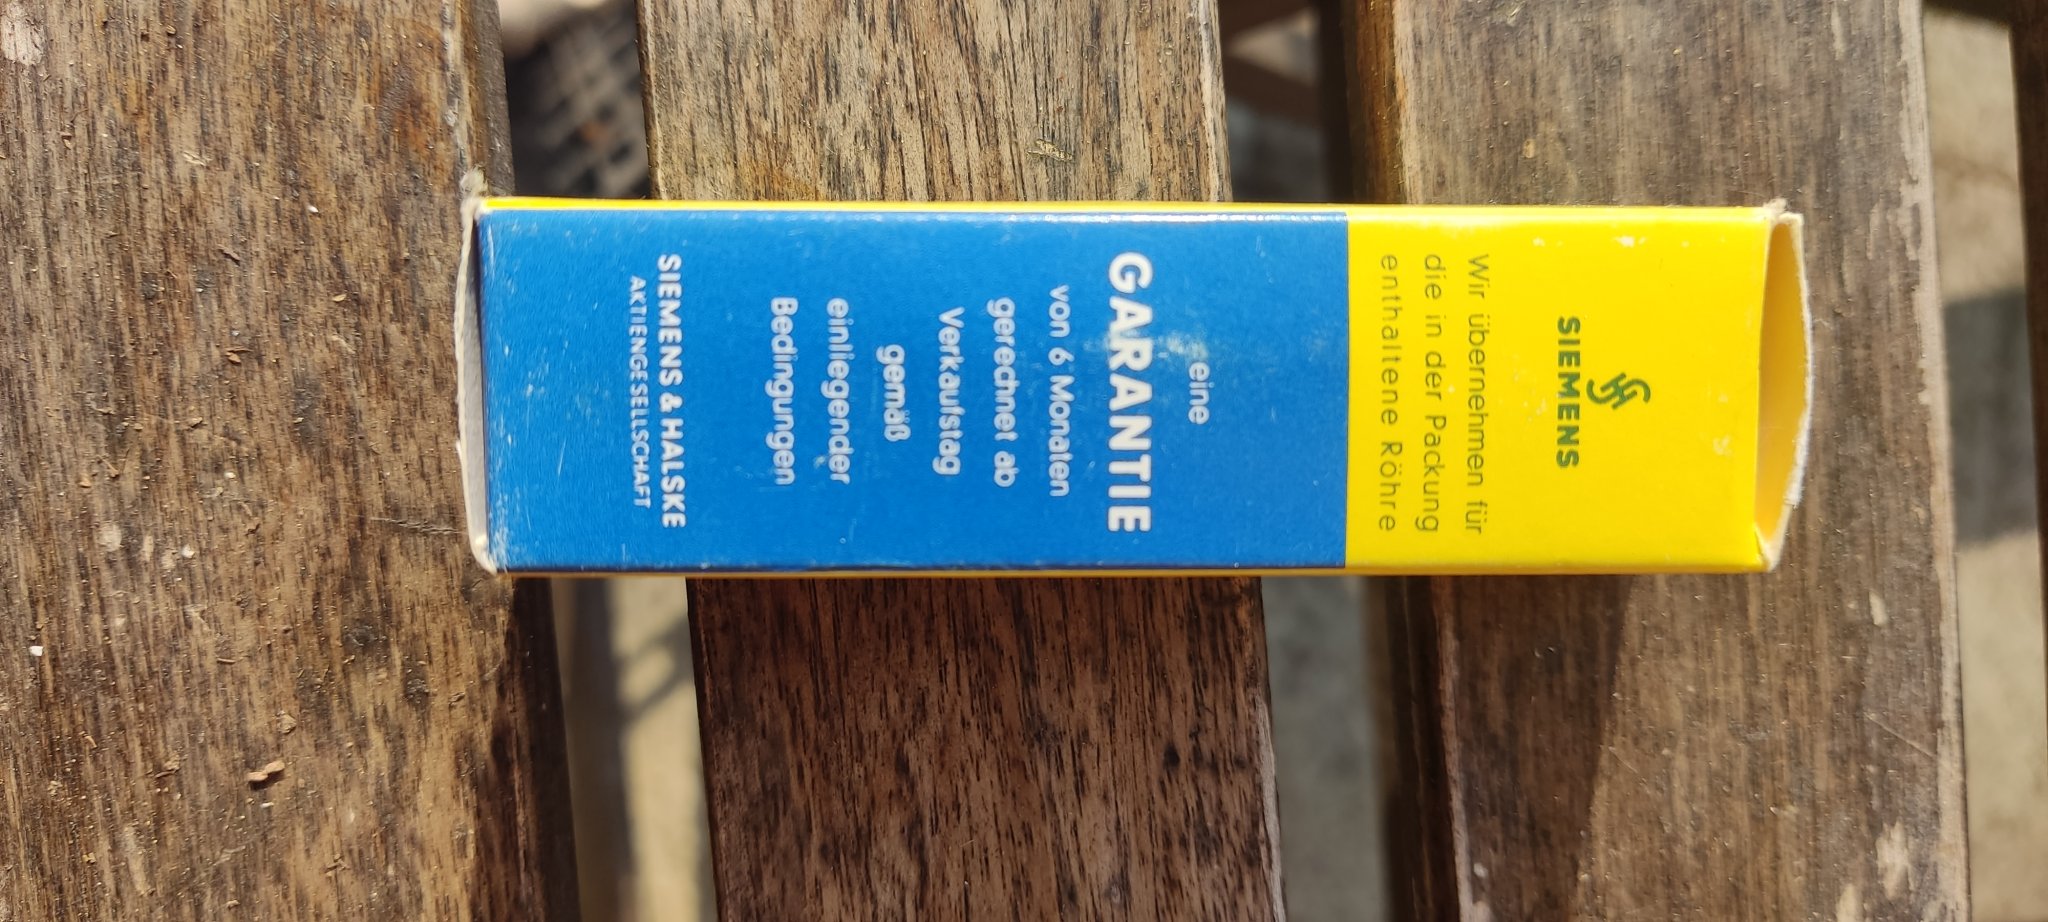 SIEMENS
Wir übernehmen für
die in der Packung
enthaltene Röhre
eine
GARANTIE
von 6 Monaten
gerechnet ab
Verkaufstag
gemäß
einliegender
Bedingungen
SIEMENS & HALSKE
AKTIENGESELLSCHAFT